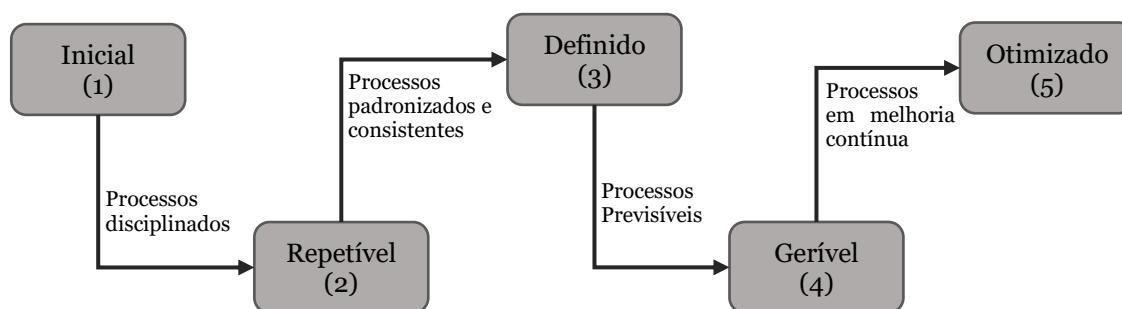 Inicial
(1)
Processos
disciplinados
Repetível
(2)
Processos
padronizados e
consistentes
Definido
(3)
Processos
Previsíveis
Gerível
(4)
Processos
em melhoria
contínua
Otimizado
(5)